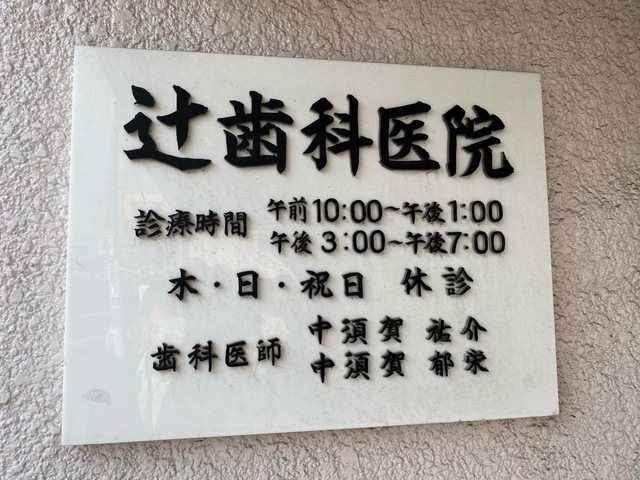 辻歯科医院
診療時間 午前10:00～午後1:00
午後3:00～午後7:00
木・日・祝日 休診
歯科医師 中須賀 祐介
中須賀 郁栄